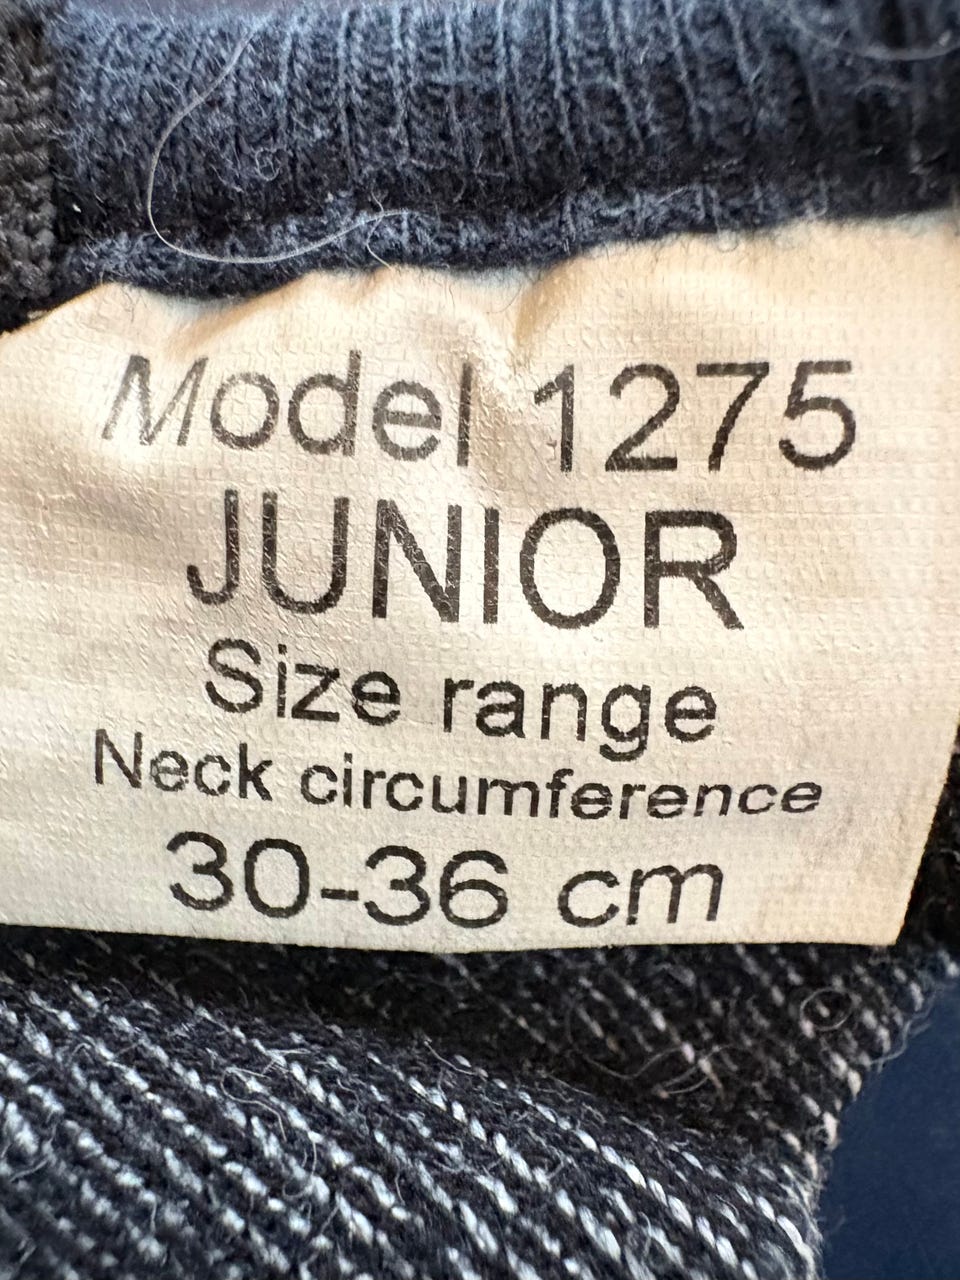 Model 1275
JUNIOR
Size range
Neck circumference
30-36 cm